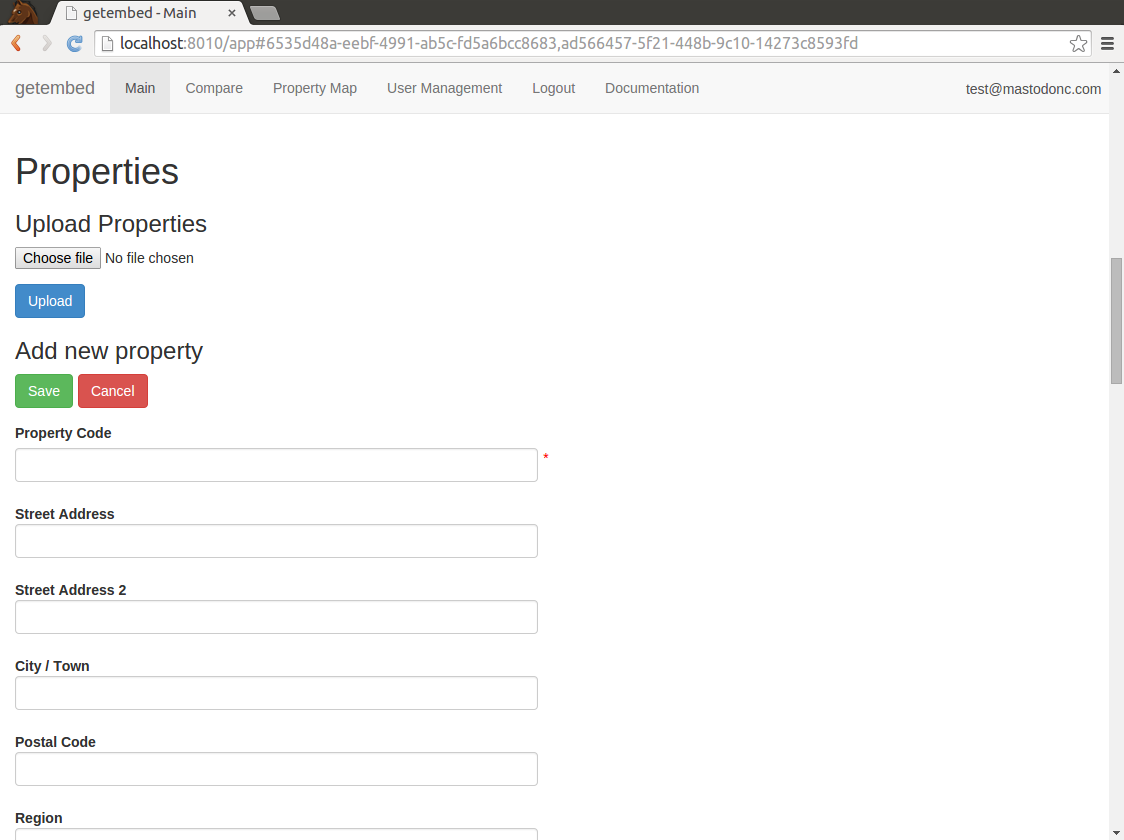 getembed - Main
localhost:8010/app#6535d48a-eebf-4991-ab5c-fd5a6bcc8683,ad566457-5f21-448b-9c10-14273c8593fd
getembed Main Compare Property Map User Management Logout Documentation test@mastodonc.com
Properties
Upload Properties
Choose file No file chosen
Upload
Add new property
Save Cancel
Property Code
*
Street Address
Street Address 2
City / Town
Postal Code
Region